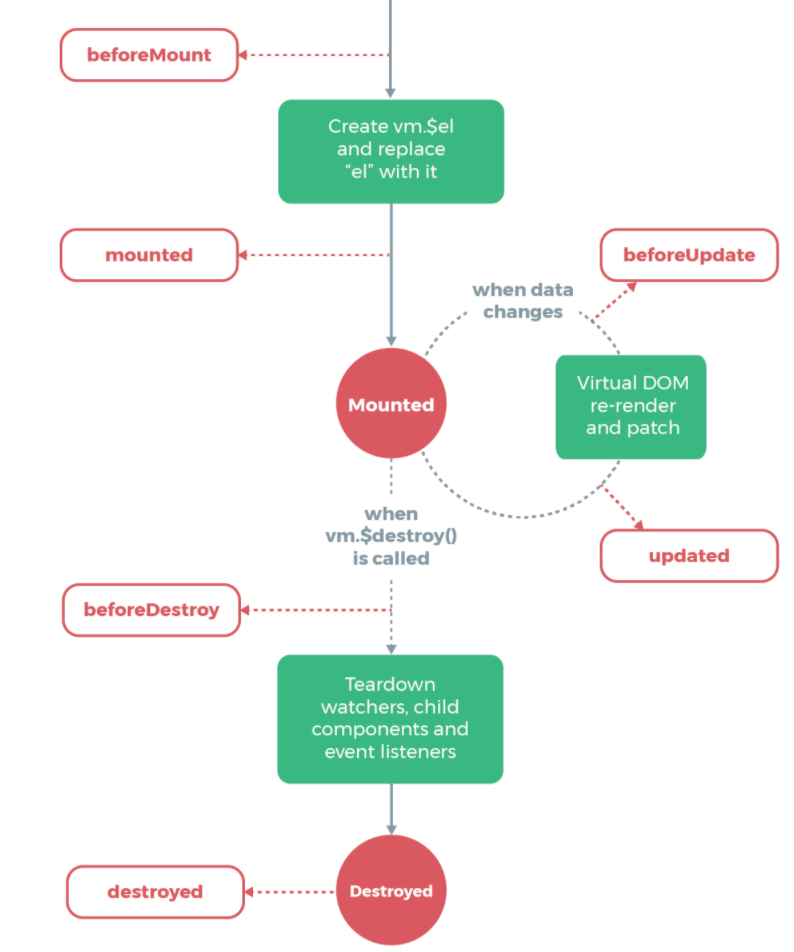 beforeMount
Create vm.$el
and replace
“el” with it
mounted
beforeUpdate
when data
changes
Virtual DOM
re-render
and patch
Mounted
when
vm.$destroy()
is called
updated
beforeDestroy
Teardown
watchers, child
components and
event listeners
destroyed
Destroyed